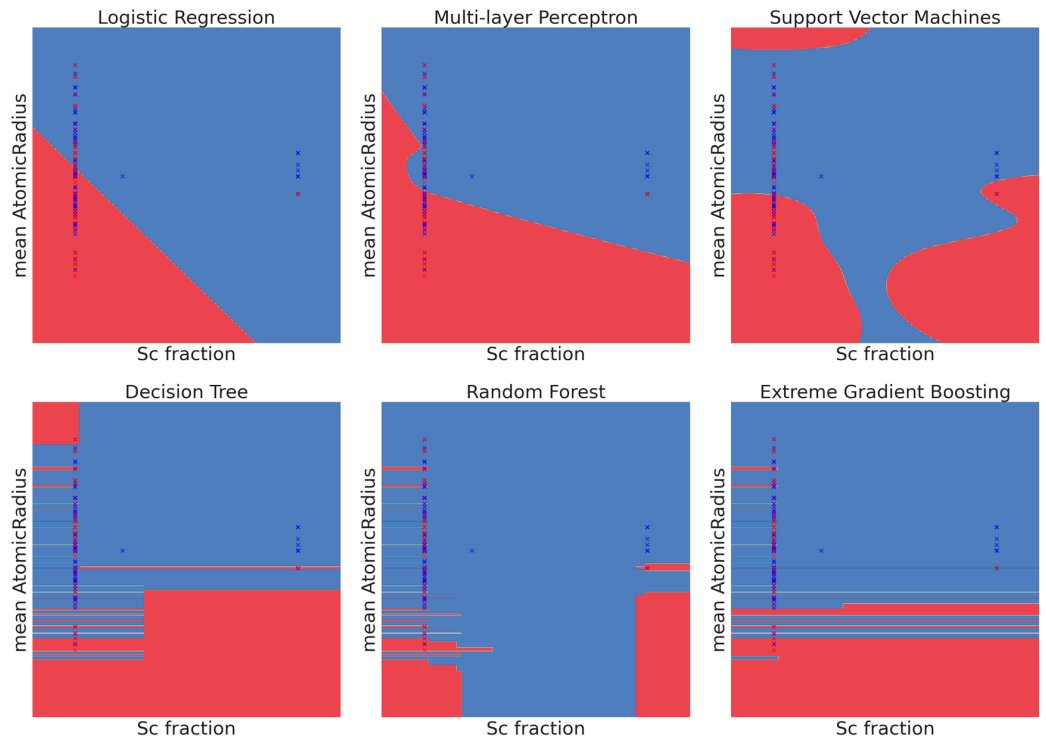 Logistic Regression
Multi-layer Perceptron
Support Vector Machines
mean AtomicRadius
mean AtomicRadius
mean AtomicRadius
Sc fraction
Sc fraction
Sc fraction
Decision Tree
Random Forest
Extreme Gradient Boosting
mean AtomicRadius
mean AtomicRadius
mean AtomicRadius
Sc fraction
Sc fraction
Sc fraction